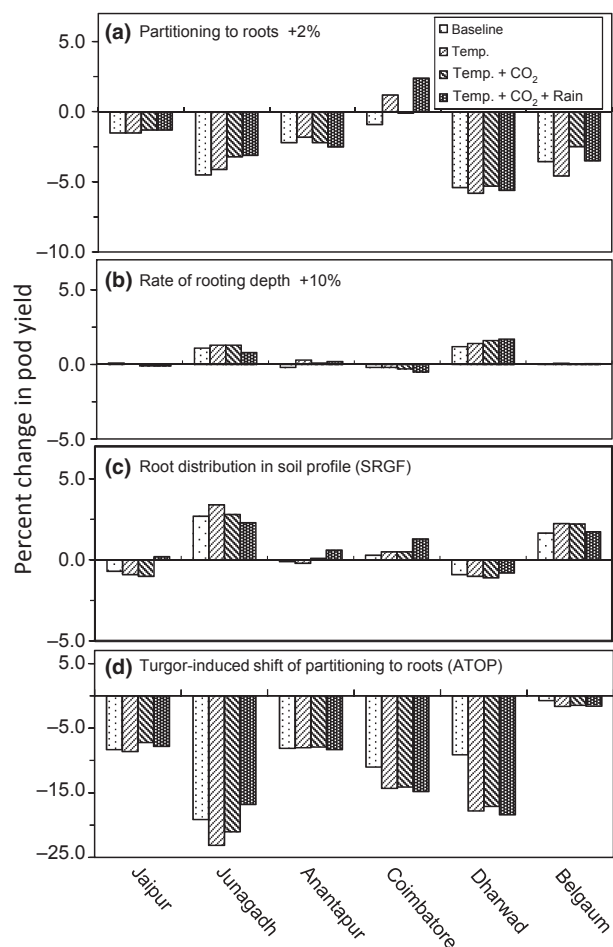 (a) Partitioning to roots +2%
Baseline
Temp.
Temp. + CO₂
Temp. + CO₂ + Rain
5.0
0.0
–5.0
–10.0
(b) Rate of rooting depth +10%
5.0
0.0
–5.0
(c) Root distribution in soil profile (SRGF)
5.0
0.0
–5.0
(d) Turgor-induced shift of partitioning to roots (ATOP)
5.0
–5.0
–15.0
–25.0
Percent change in pod yield
Jaipur
Junagadh
Anantapur
Coimbatore
Dharwad
Belgaum